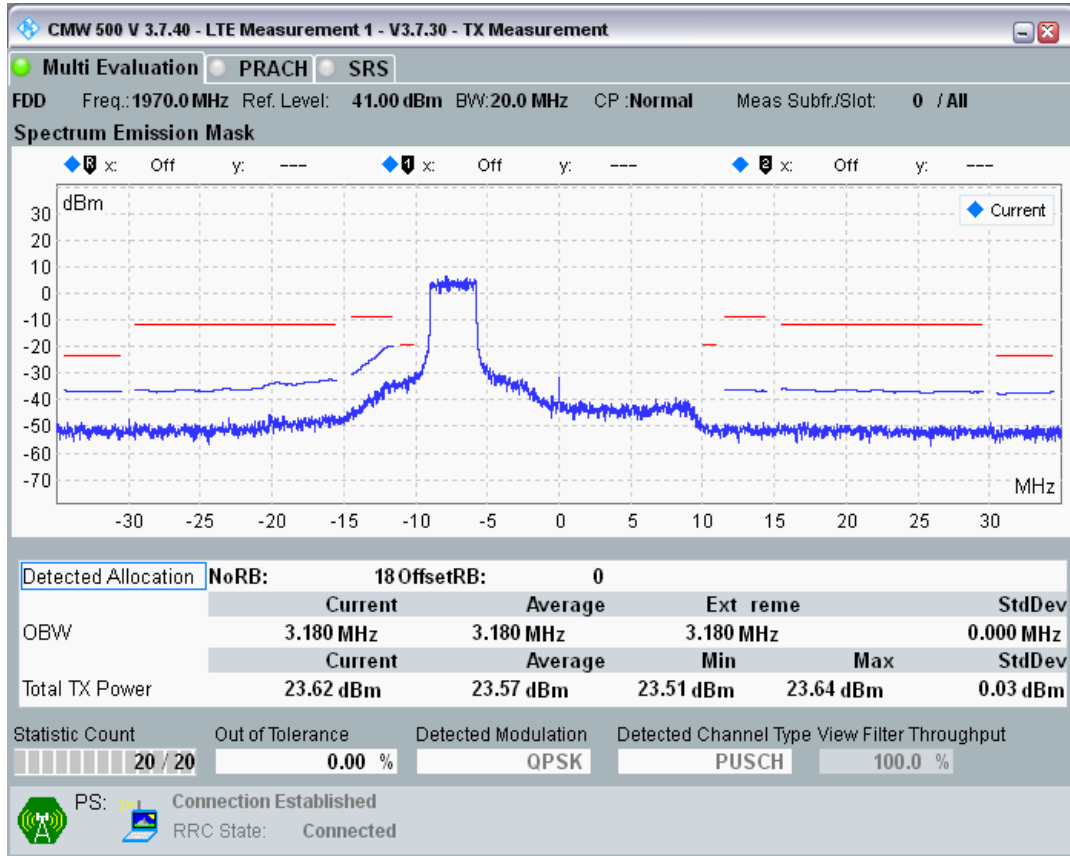 CMW 500 V 3.7.40 - LTE Measurement 1 - V3.7.30 - TX Measurement
Multi Evaluation PRACH SRS
FDD Freq.: 1970.0 MHz Ref. Level: 41.00 dBm BW: 20.0 MHz CP : Normal Meas Subfr./Slot: 0 / All
Spectrum Emission Mask
R x: Off y: --- 1 x: Off y: --- 2 x: Off y: ---
dBm
Current
30
20
10
0
-10
-20
-30
-40
-50
-60
-70
MHz
-30 -25 -20 -15 -10 -5 0 5 10 15 20 25 30
Detected Allocation NoRB: 18 OffsetRB: 0
Current Average Ext reme StdDev
OBW 3.180 MHz 3.180 MHz 3.180 MHz 0.000 MHz
Current Average Min Max StdDev
Total TX Power 23.62 dBm 23.57 dBm 23.51 dBm 23.64 dBm 0.03 dBm
Statistic Count Out of Tolerance Detected Modulation Detected Channel Type View Filter Throughput
20 / 20 0.00 % QPSK PUSCH 100.0 %
PS: Connection Established
RRC State: Connected